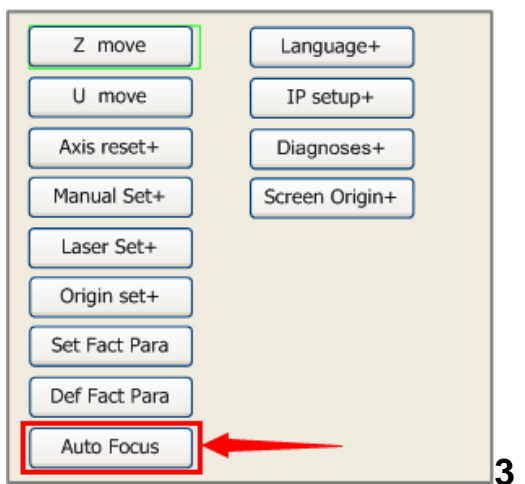 Z move
U move
Axis reset+
Manual Set+
Laser Set+
Origin set+
Set Fact Para
Def Fact Para
Auto Focus
Language+
IP setup+
Diagnoses+
Screen Origin+
3